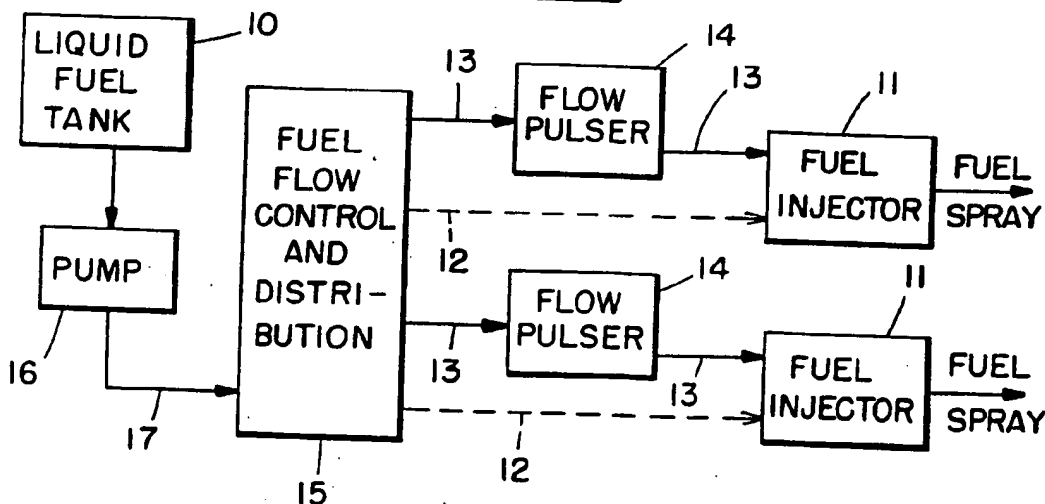 10
LIQUID
FUEL
TANK
PUMP
16
17
FUEL
FLOW
CONTROL
AND
DISTRI-
BUTION
15
13
14
FLOW
PULSER
13
11
FUEL
INJECTOR
FUEL
SPRAY
12
13
14
FLOW
PULSER
13
11
FUEL
INJECTOR
FUEL
SPRAY
12